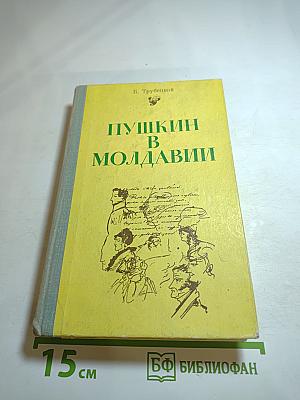 Б. Трубецкой
ПУШКИН
В
МОЛДАВИИ
15 см
БФ БИБЛИОФАН